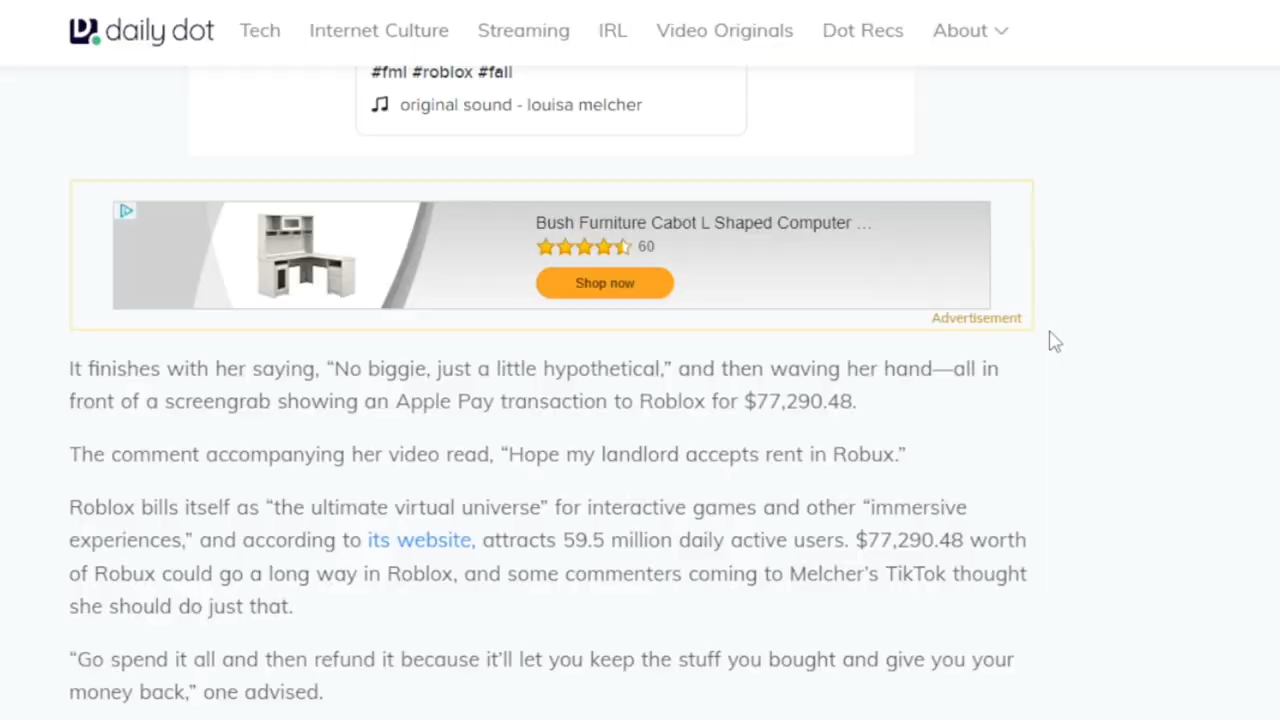 daily dot Tech Internet Culture Streaming IRL Video Originals Dot Recs About
#fml #roblox #fall
original sound - louisa melcher
Bush Furniture Cabot L Shaped Computer ...
60
Shop now
Advertisement
It finishes with her saying, “No biggie, just a little hypothetical,” and then waving her hand—all in
front of a screengrab showing an Apple Pay transaction to Roblox for $77,290.48.
The comment accompanying her video read, “Hope my landlord accepts rent in Robux.”
Roblox bills itself as “the ultimate virtual universe” for interactive games and other “immersive
experiences,” and according to its website, attracts 59.5 million daily active users. $77,290.48 worth
of Robux could go a long way in Roblox, and some commenters coming to Melcher’s TikTok thought
she should do just that.
“Go spend it all and then refund it because it’ll let you keep the stuff you bought and give you your
money back,” one advised.